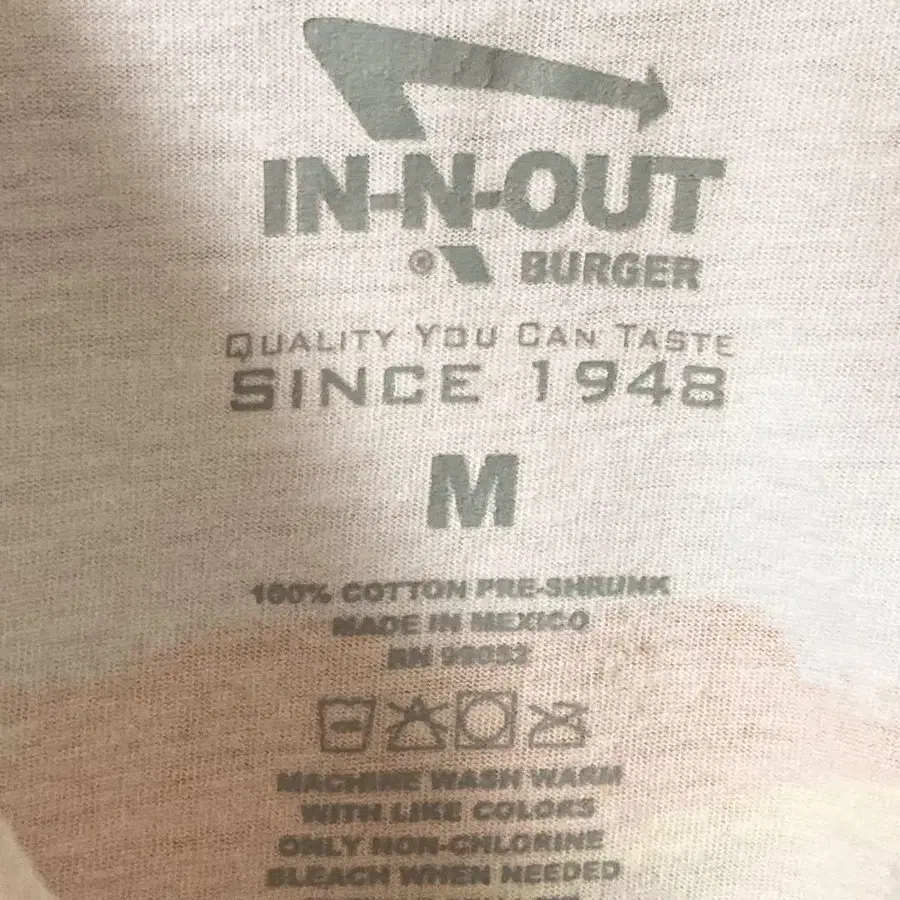 IN-N-OUT
® BURGER
QUALITY YOU CAN TASTE
SINCE 1948
M
100% COTTON PRE-SHRUNK
MADE IN MEXICO
RN
MACHINE WASH WARM
WITH LIKE COLORS
ONLY NON-CHLORINE
BLEACH WHEN NEEDED